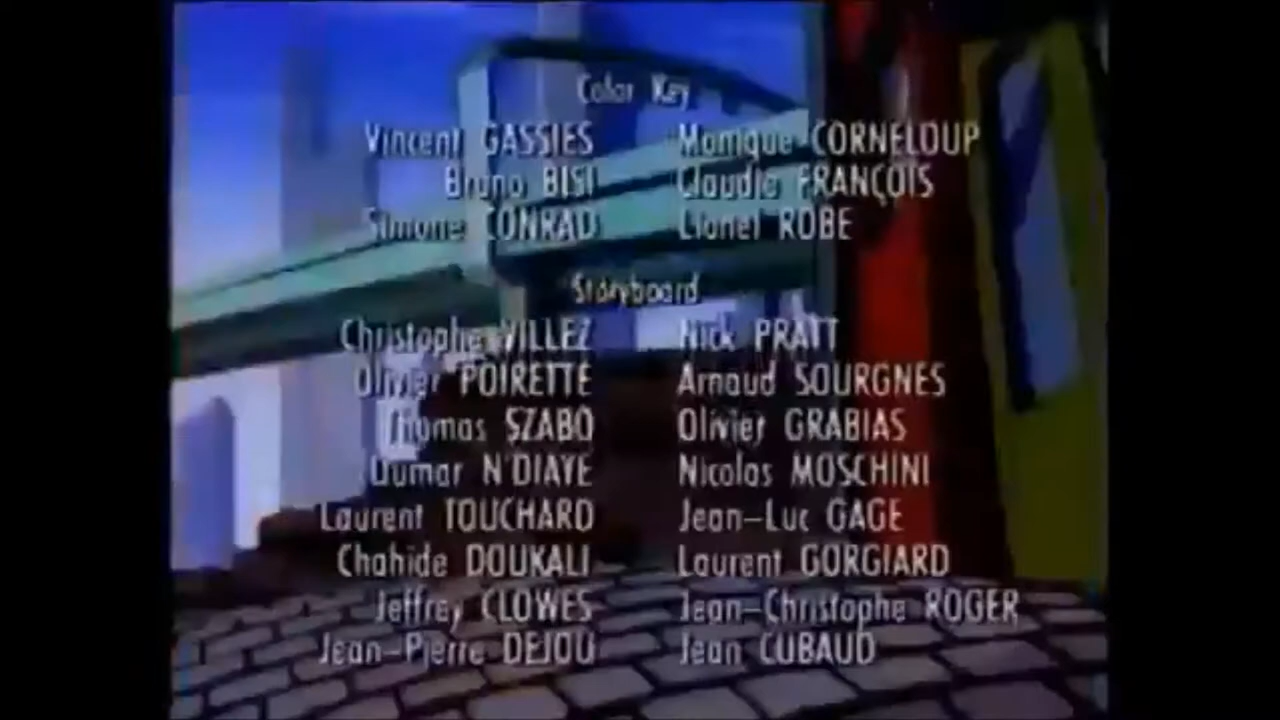 Color Key
Vincent GASSIES Monique CORNELOUP
Bruno BISI Claudie FRANÇOIS
Simone CONRAD Lionel ROBE
Storyboard
Christophe VILLEZ Nick PRATT
Olivier POIRETTE Arnaud SOURGNES
Thomas SZABO Olivier GRABIAS
Oumar N'DIAYE Nicolas MOSCHINI
Laurent TOUCHARD Jean-Luc GAGE
Chahide DOUKALI Laurent GORGIARD
Jeffrey CLOWES Jean-Christophe ROGER
Jean-Pierre DEJOU Jean CUBAUD